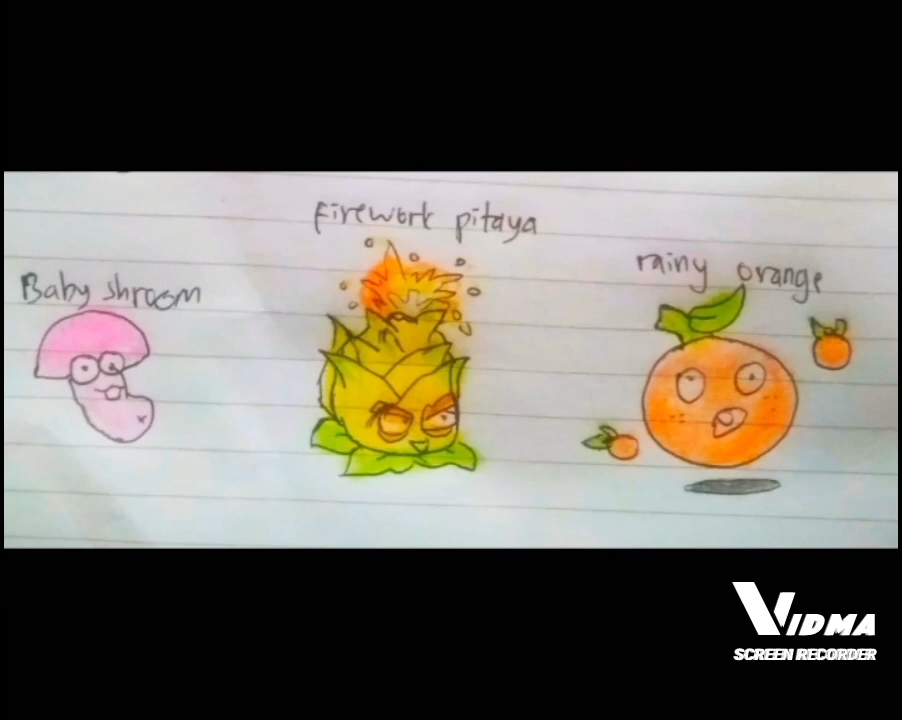 Firework pitaya
Baby shroom
rainy orange
VIDMA
SCREEN RECORDER